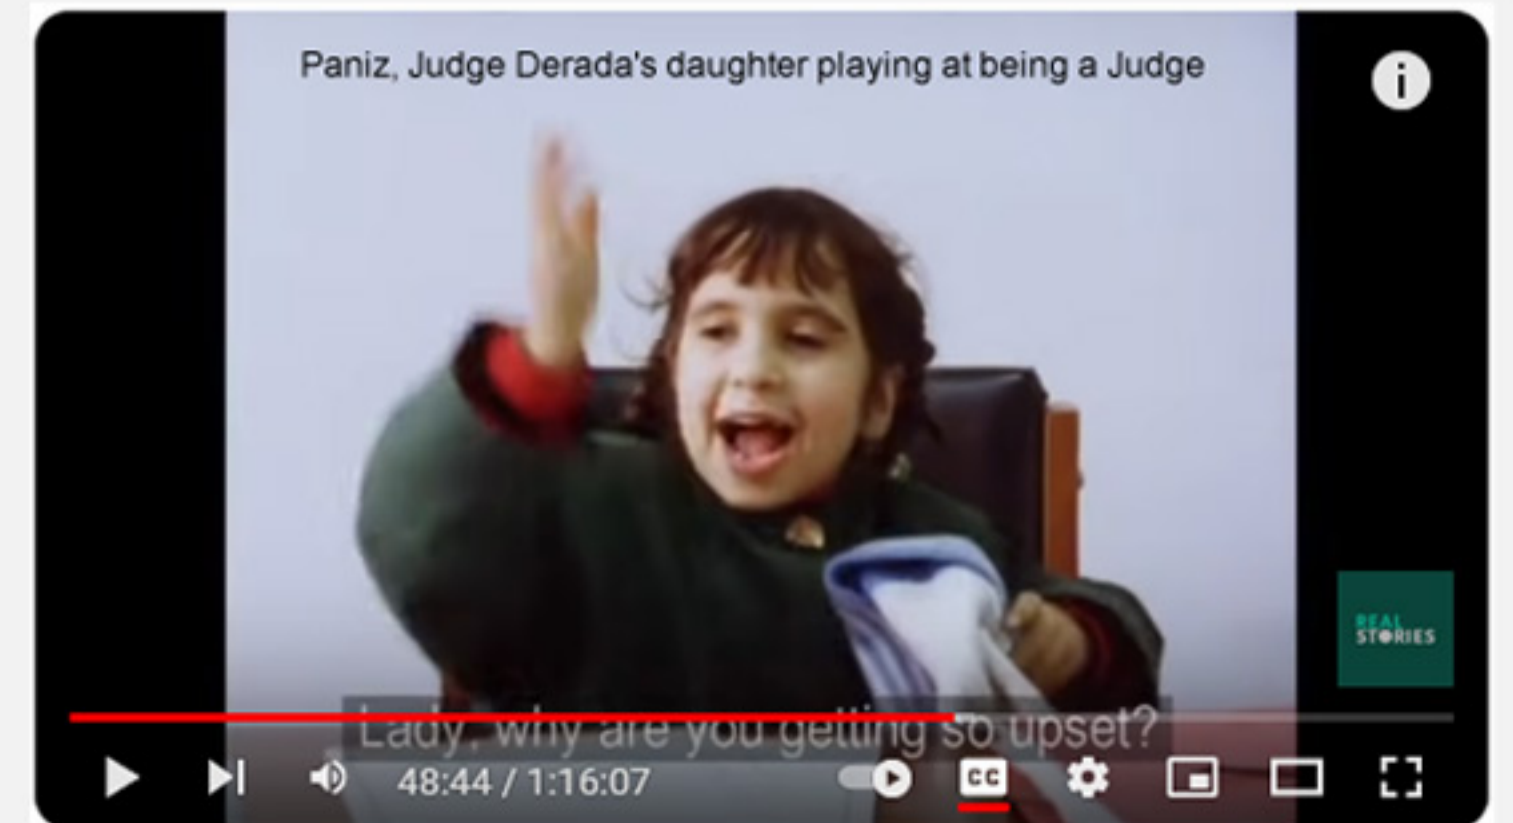 Paniz, Judge Derada's daughter playing at being a Judge
i
REAL
STORIES
Lady, why are you getting so upset?
48:44 / 1:16:07
CC